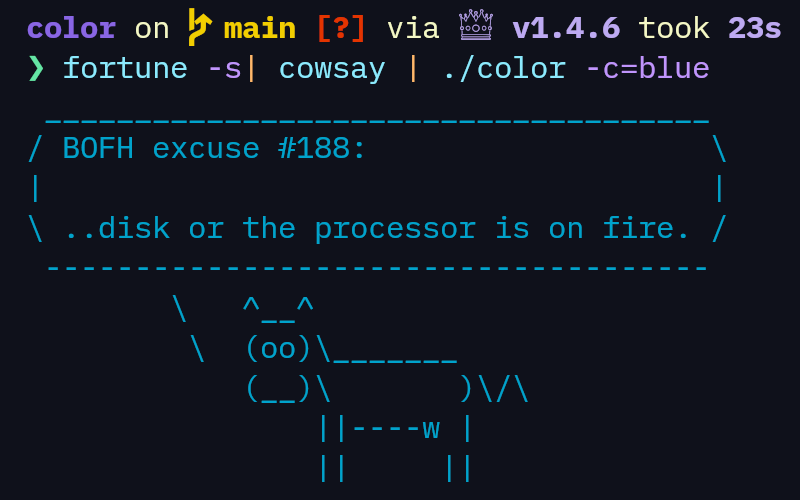 color on main [?] via v1.4.6 took 23s
❯ fortune -s| cowsay | ./color -c=blue
 _____________________________________
/ BOFH excuse #188:                   \
|                                     |
\ ..disk or the processor is on fire. /
 -------------------------------------
        \   ^__^
         \  (oo)\_______
            (__)\       )\/\
                ||----w |
                ||     ||